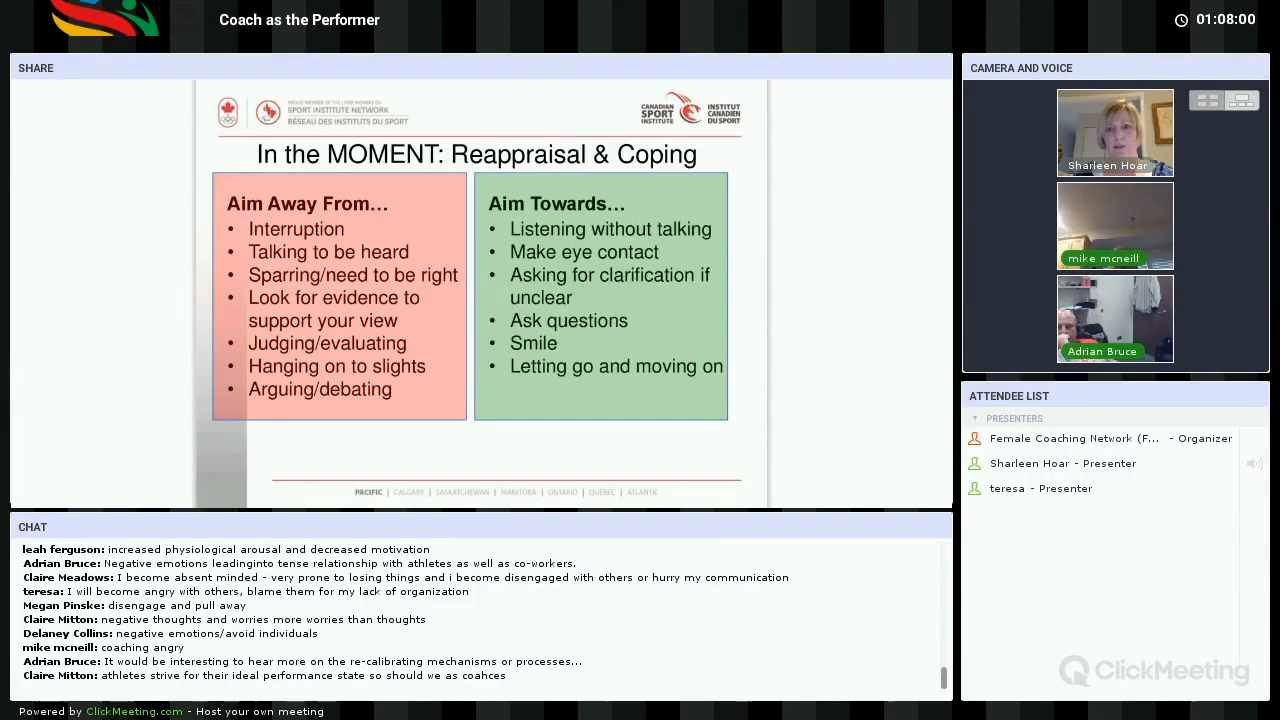 Coach as the Performer
01:08:00
SHARE
PROUD MEMBER OF THE | FIER MEMBRE DU
SPORT INSTITUTE NETWORK
RÉSEAU DES INSTITUTS DU SPORT
CANADIAN SPORT INSTITUTE
INSTITUT CANADIEN DU SPORT
In the MOMENT: Reappraisal & Coping
Aim Away From...
• Interruption
• Talking to be heard
• Sparring/need to be right
• Look for evidence to
support your view
• Judging/evaluating
• Hanging on to slights
• Arguing/debating
Aim Towards...
• Listening without talking
• Make eye contact
• Asking for clarification if
unclear
• Ask questions
• Smile
• Letting go and moving on
PACIFIC | CALGARY | SASKATCHEWAN | MANITOBA | ONTARIO | QUÉBEC | ATLANTIC
CAMERA AND VOICE
Sharleen Hoar
mike mcneill
Adrian Bruce
ATTENDEE LIST
PRESENTERS
Female Coaching Network (F... - Organizer
Sharleen Hoar - Presenter
teresa - Presenter
ClickMeeting
CHAT
leah ferguson: increased physiological arousal and decreased motivation
Adrian Bruce: Negative emotions leadinginto tense relationship with athletes as well as co-workers.
Claire Meadows: I become absent minded - very prone to losing things and i become disengaged with others or hurry my communication
teresa: I will become angry with others, blame them for my lack of organization
Megan Pinske: disengage and pull away
Claire Mitton: negative thoughts and worries more worries than thoughts
Delaney Collins: negative emotions/avoid individuals
mike mcneill: coaching angry
Adrian Bruce: It would be interesting to hear more on the re-calibrating mechanisms or processes...
Claire Mitton: athletes strive for their ideal performance state so should we as coahces
Powered by ClickMeeting.com - Host your own meeting